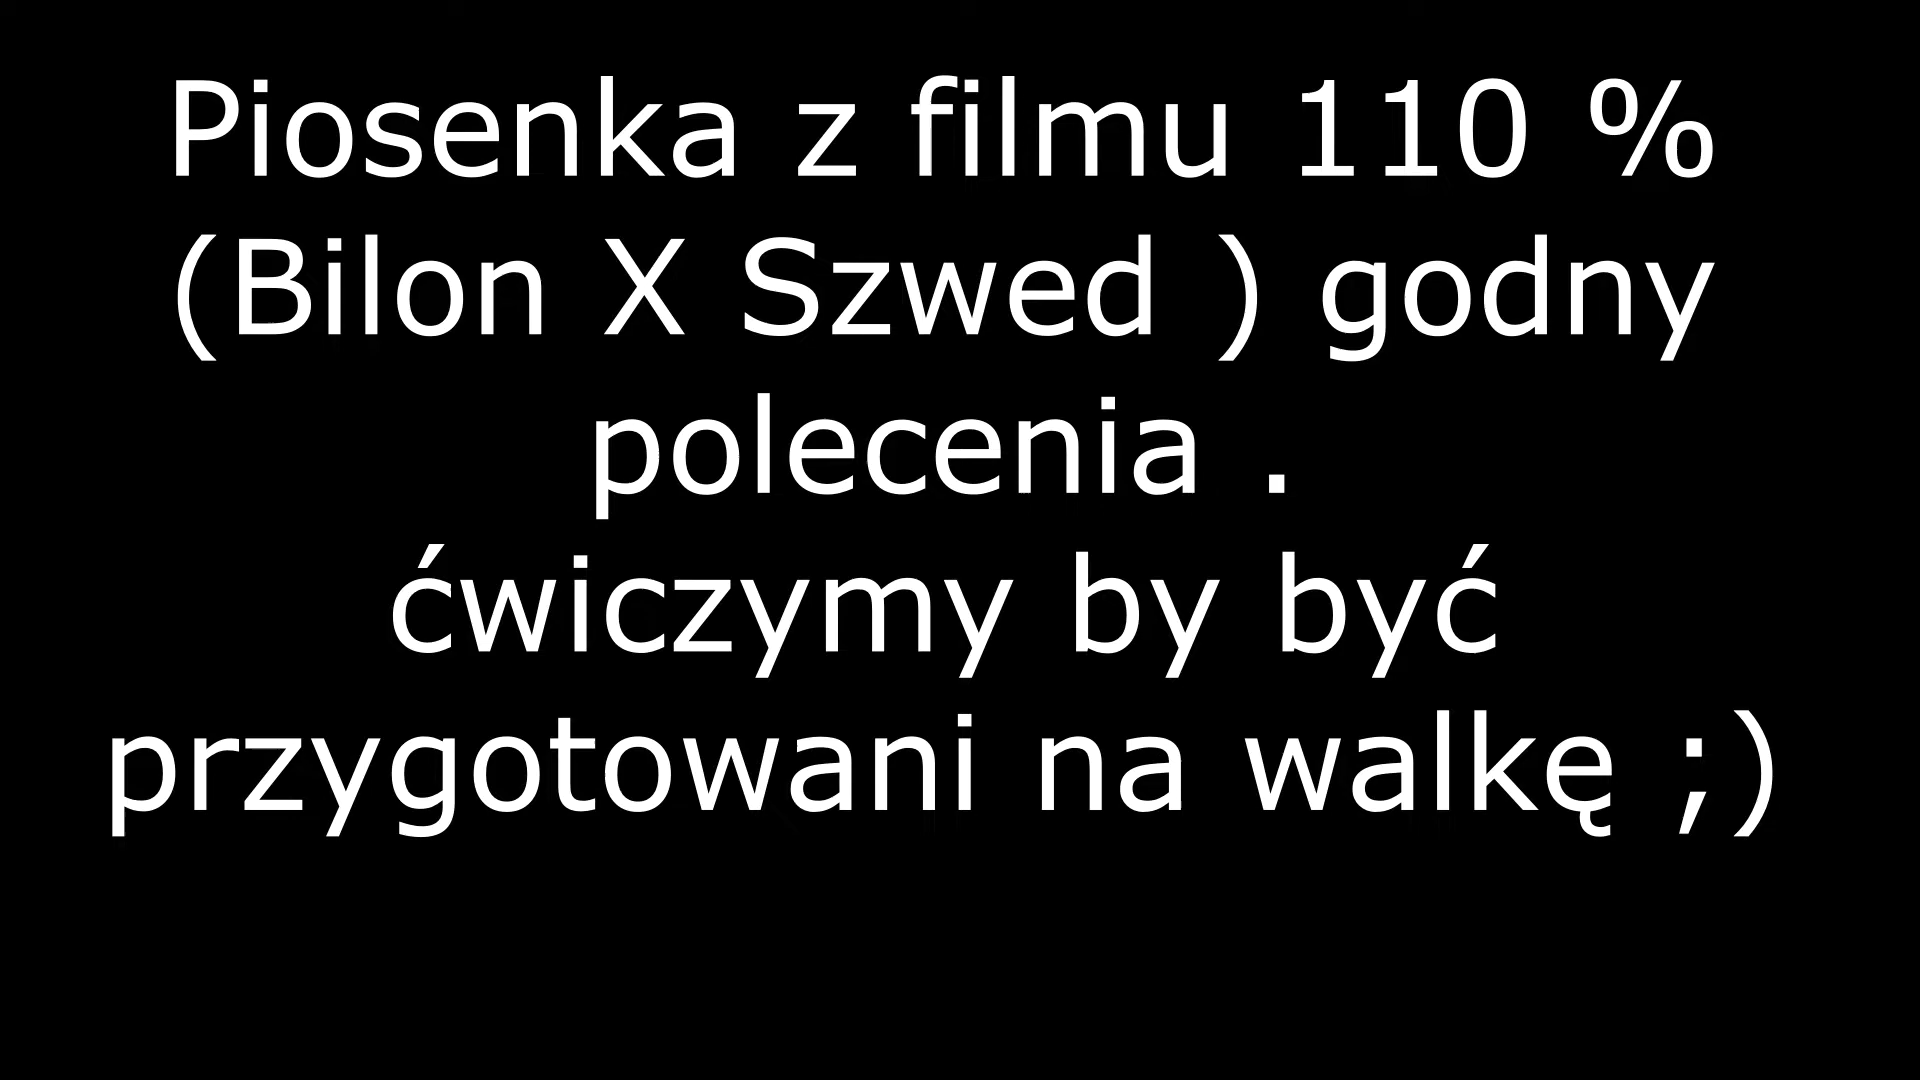 Piosenka z filmu 110 %
(Bilon X Szwed ) godny
polecenia .
ćwiczymy by być
przygotowani na walkę ;)